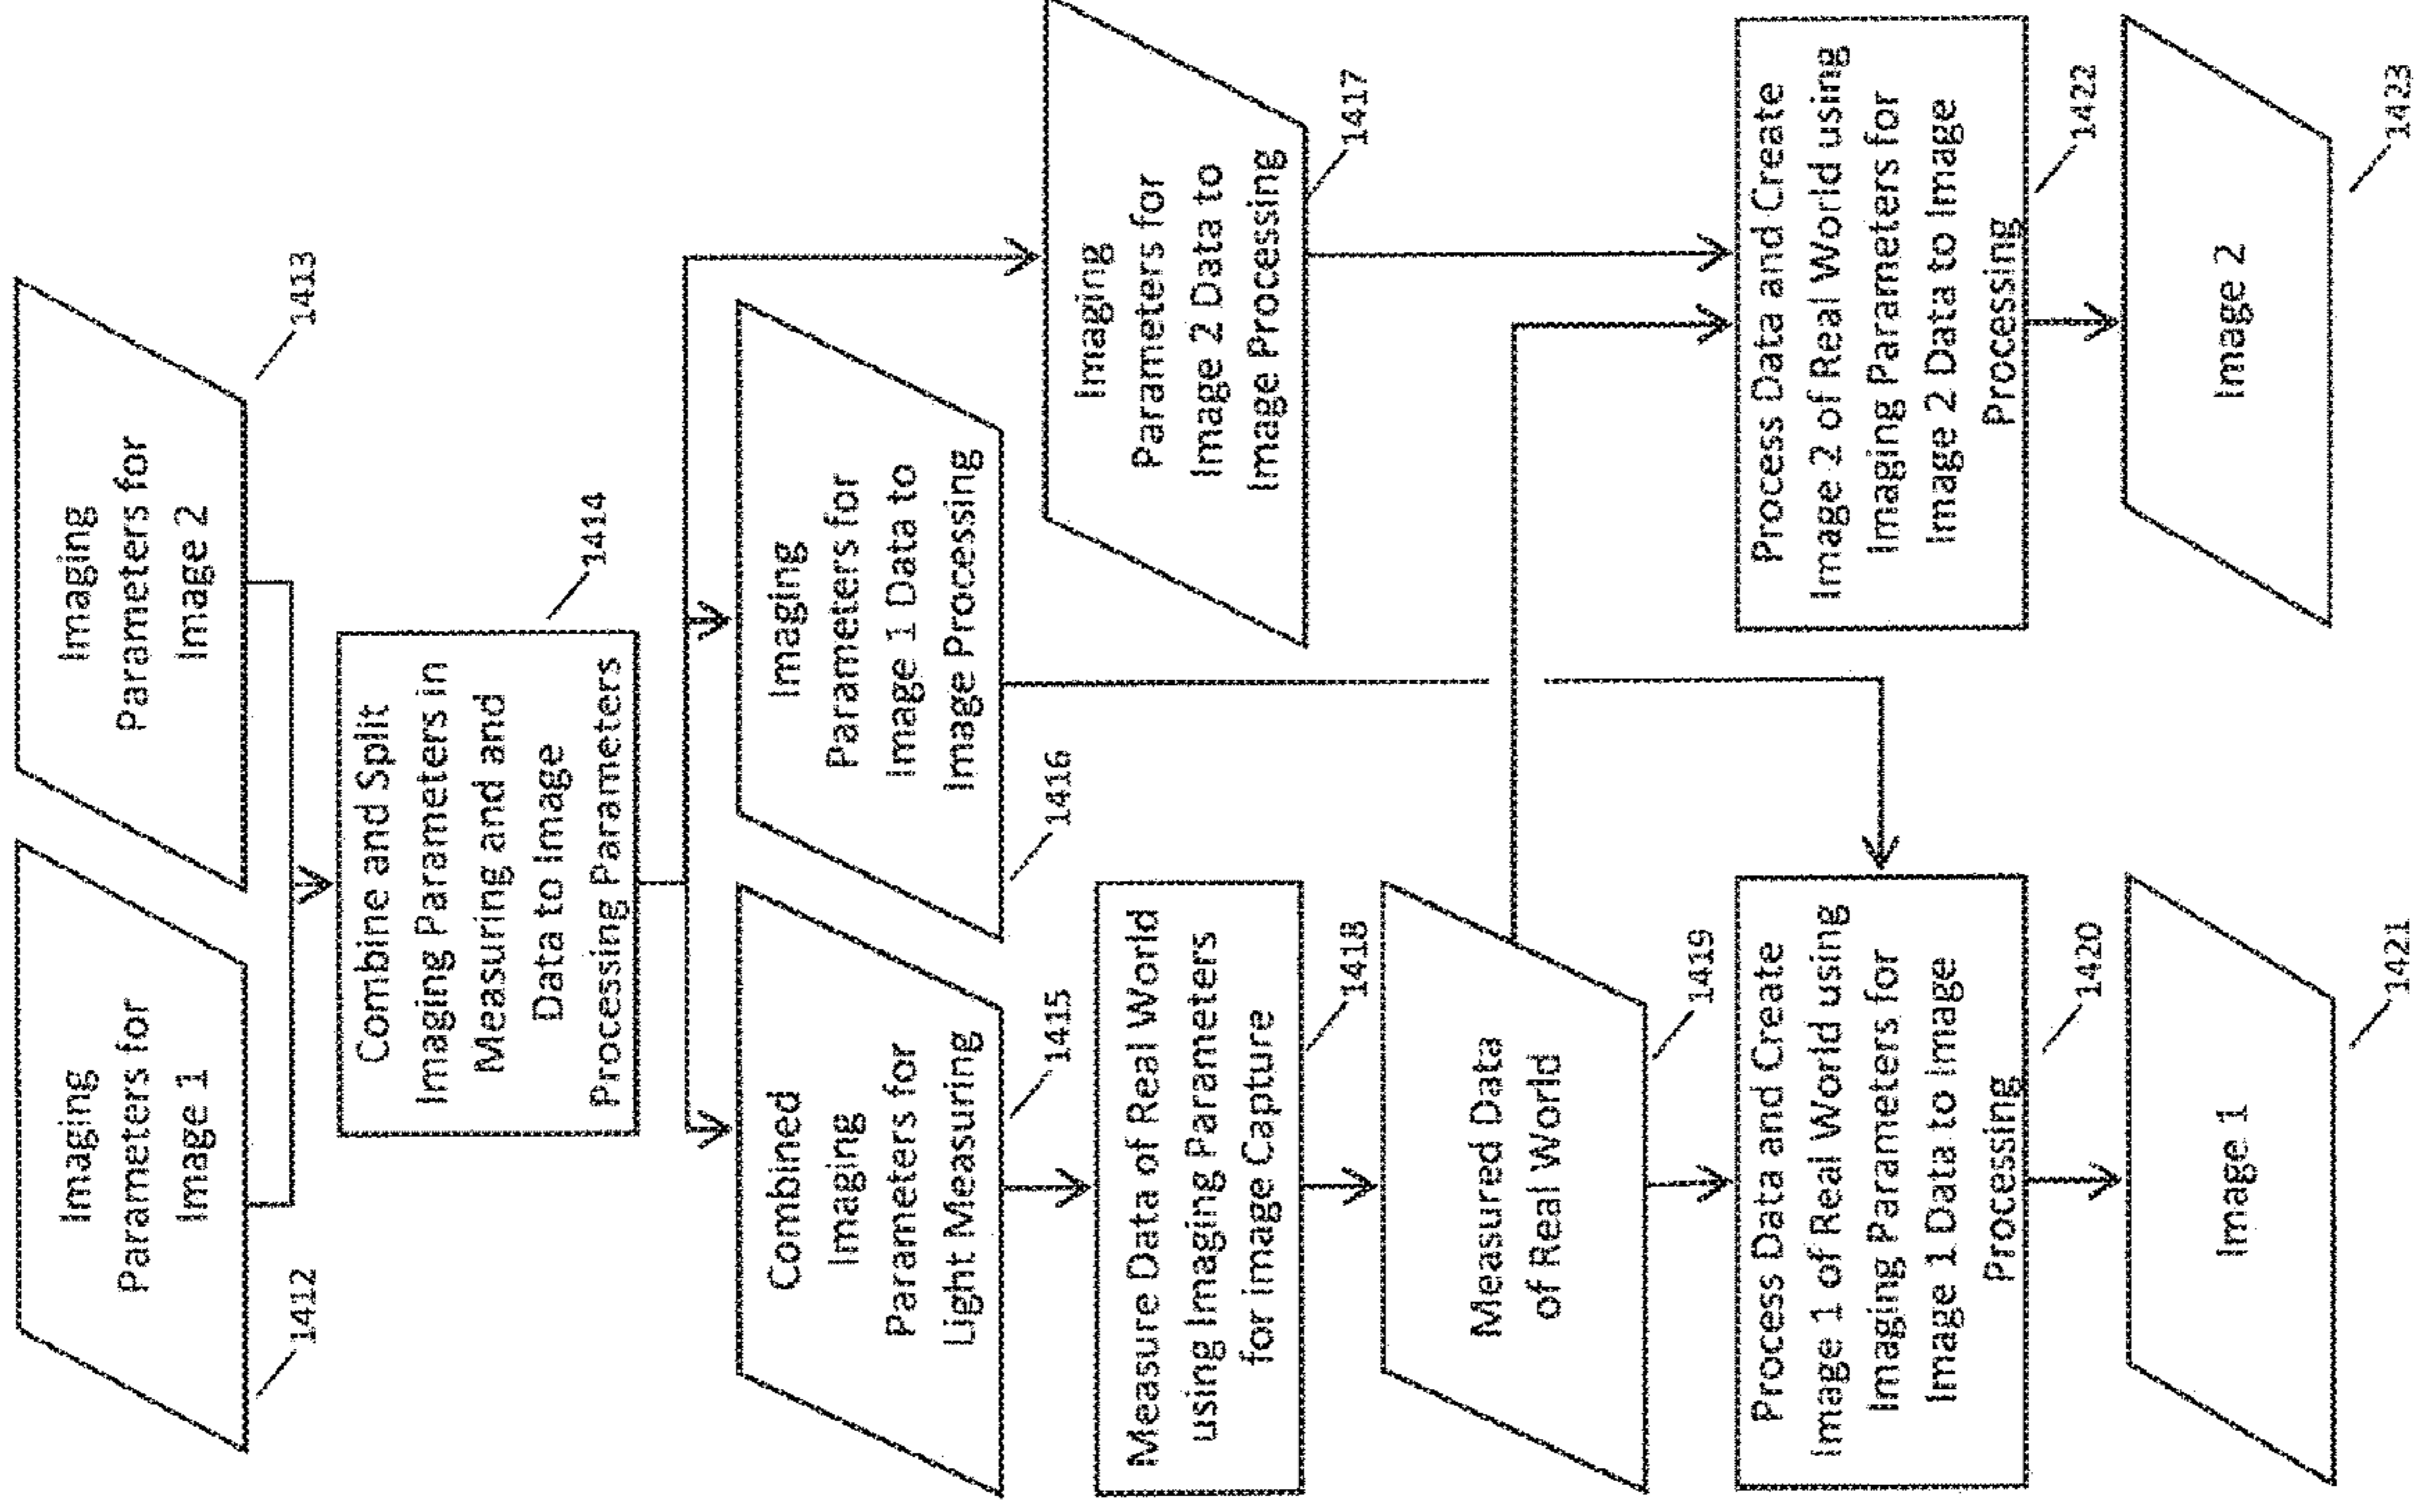 Imaging
Parameters for
Image 1
1412
Imaging
Parameters for
Image 2
1413
Combine and Split
Imaging Parameters in
Measuring and and
Data to Image
Processing Parameters
1414
Combined
Imaging
Parameters for
Light Measuring
1415
Imaging
Parameters for
Image 1 Data to
Image Processing
1416
Imaging
Parameters for
Image 2 Data to
Image Processing
1417
Measure Data of Real World
using Imaging Parameters
for Image Capture
1418
Measured Data
of Real World
1419
Process Data and Create
Image 1 of Real World using
Imaging Parameters for
Image 1 Data to Image
Processing
1420
Process Data and Create
Image 2 of Real World using
Imaging Parameters for
Image 2 Data to Image
Processing
1422
Image 1
1421
Image 2
1423